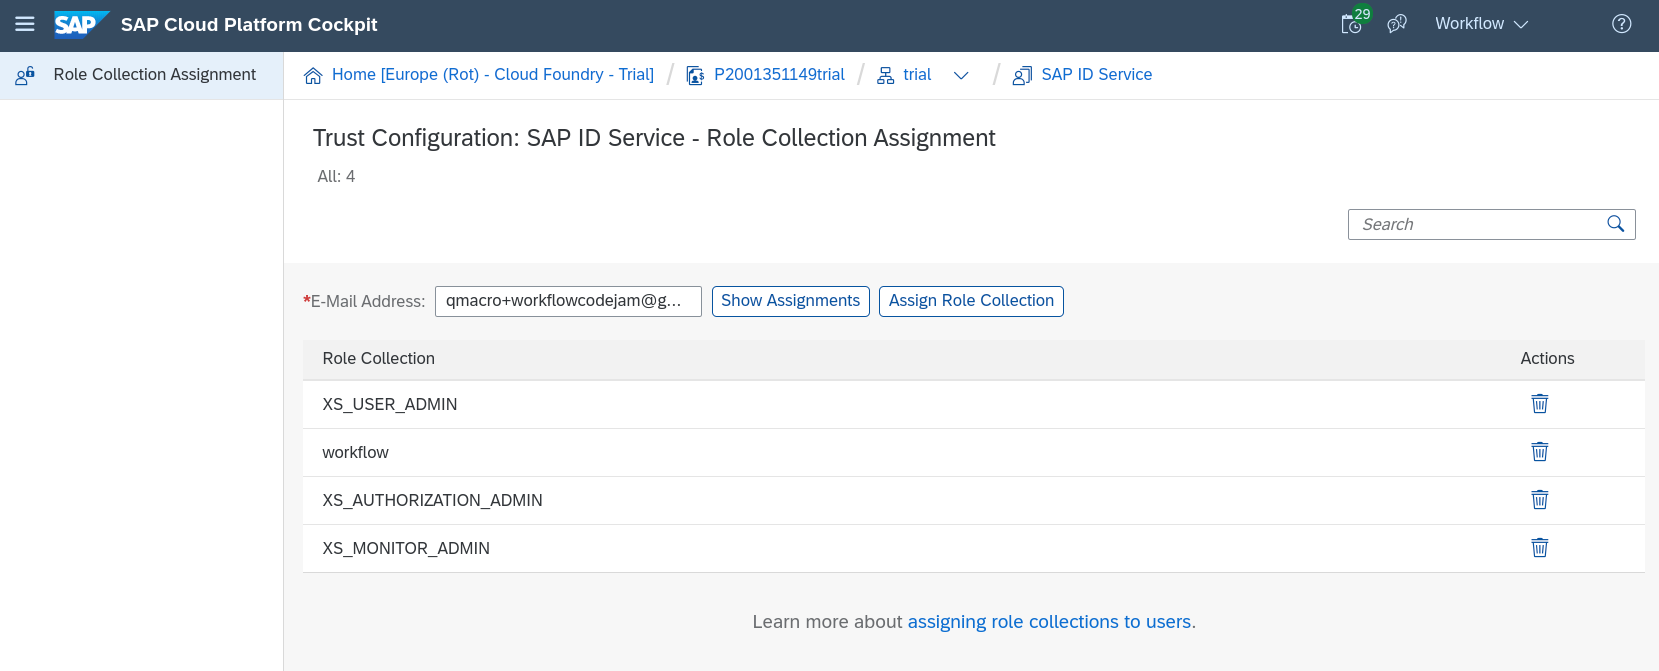 SAP SAP Cloud Platform Cockpit 29 Workflow
Role Collection Assignment
Home [Europe (Rot) - Cloud Foundry - Trial] / P2001351149trial / trial / SAP ID Service
Trust Configuration: SAP ID Service - Role Collection Assignment
All: 4
Search
*E-Mail Address: qmacro+workflowcodejam@g... Show Assignments Assign Role Collection
Role Collection Actions
XS_USER_ADMIN
workflow
XS_AUTHORIZATION_ADMIN
XS_MONITOR_ADMIN
Learn more about assigning role collections to users.